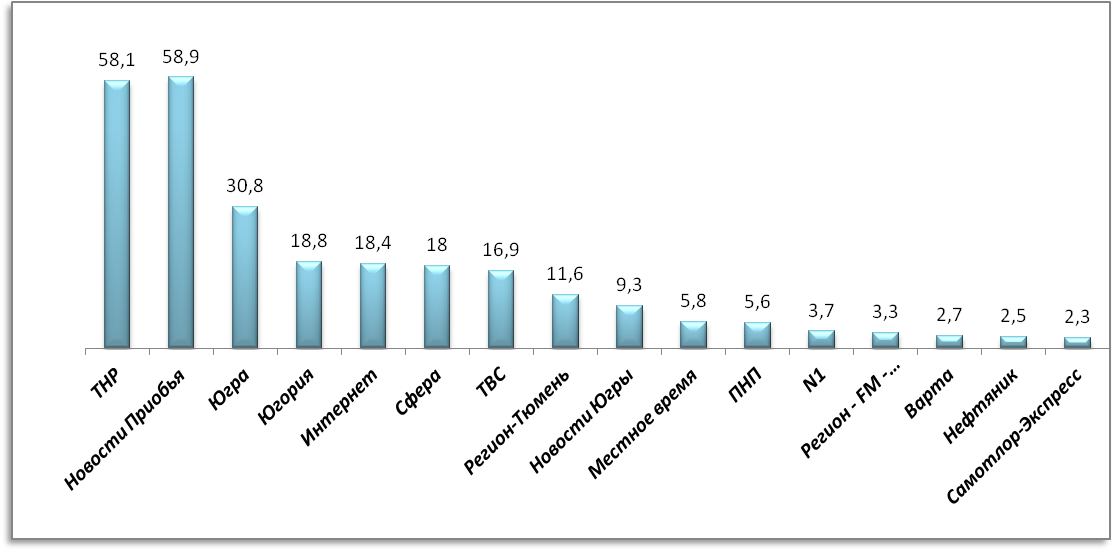 58,1
58,9
30,8
18,8
18,4
18
16,9
11,6
9,3
5,8
5,6
3,7
3,3
2,7
2,5
2,3
ТНР
Новости Приобья
Югра
Югория
Интернет
Сфера
ТВС
Регион-Тюмень
Новости Югры
Местное время
ПНП
N1
Регион - FM -...
Варта
Нефтяник
Самотлор-Экспресс